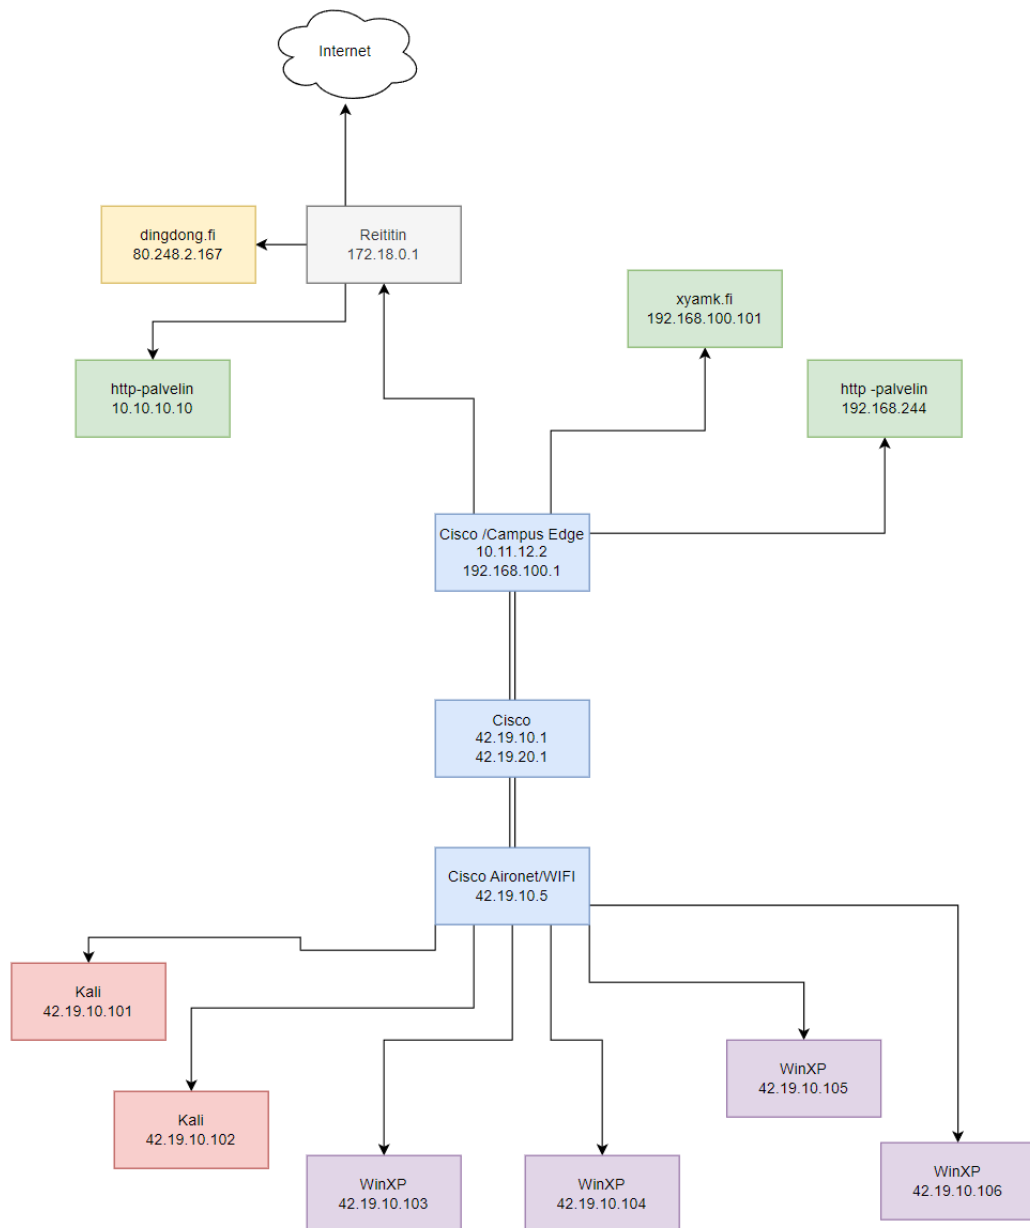 Internet
dingdong.fi
80.248.2.167
Reititin
172.18.0.1
xyamk.fi
192.168.100.101
http-palvelin
10.10.10.10
http -palvelin
192.168.244
Cisco /Campus Edge
10.11.12.2
192.168.100.1
Cisco
42.19.10.1
42.19.20.1
Cisco Aironet/WIFI
42.19.10.5
Kali
42.19.10.101
Kali
42.19.10.102
WinXP
42.19.10.105
WinXP
42.19.10.103
WinXP
42.19.10.104
WinXP
42.19.10.106